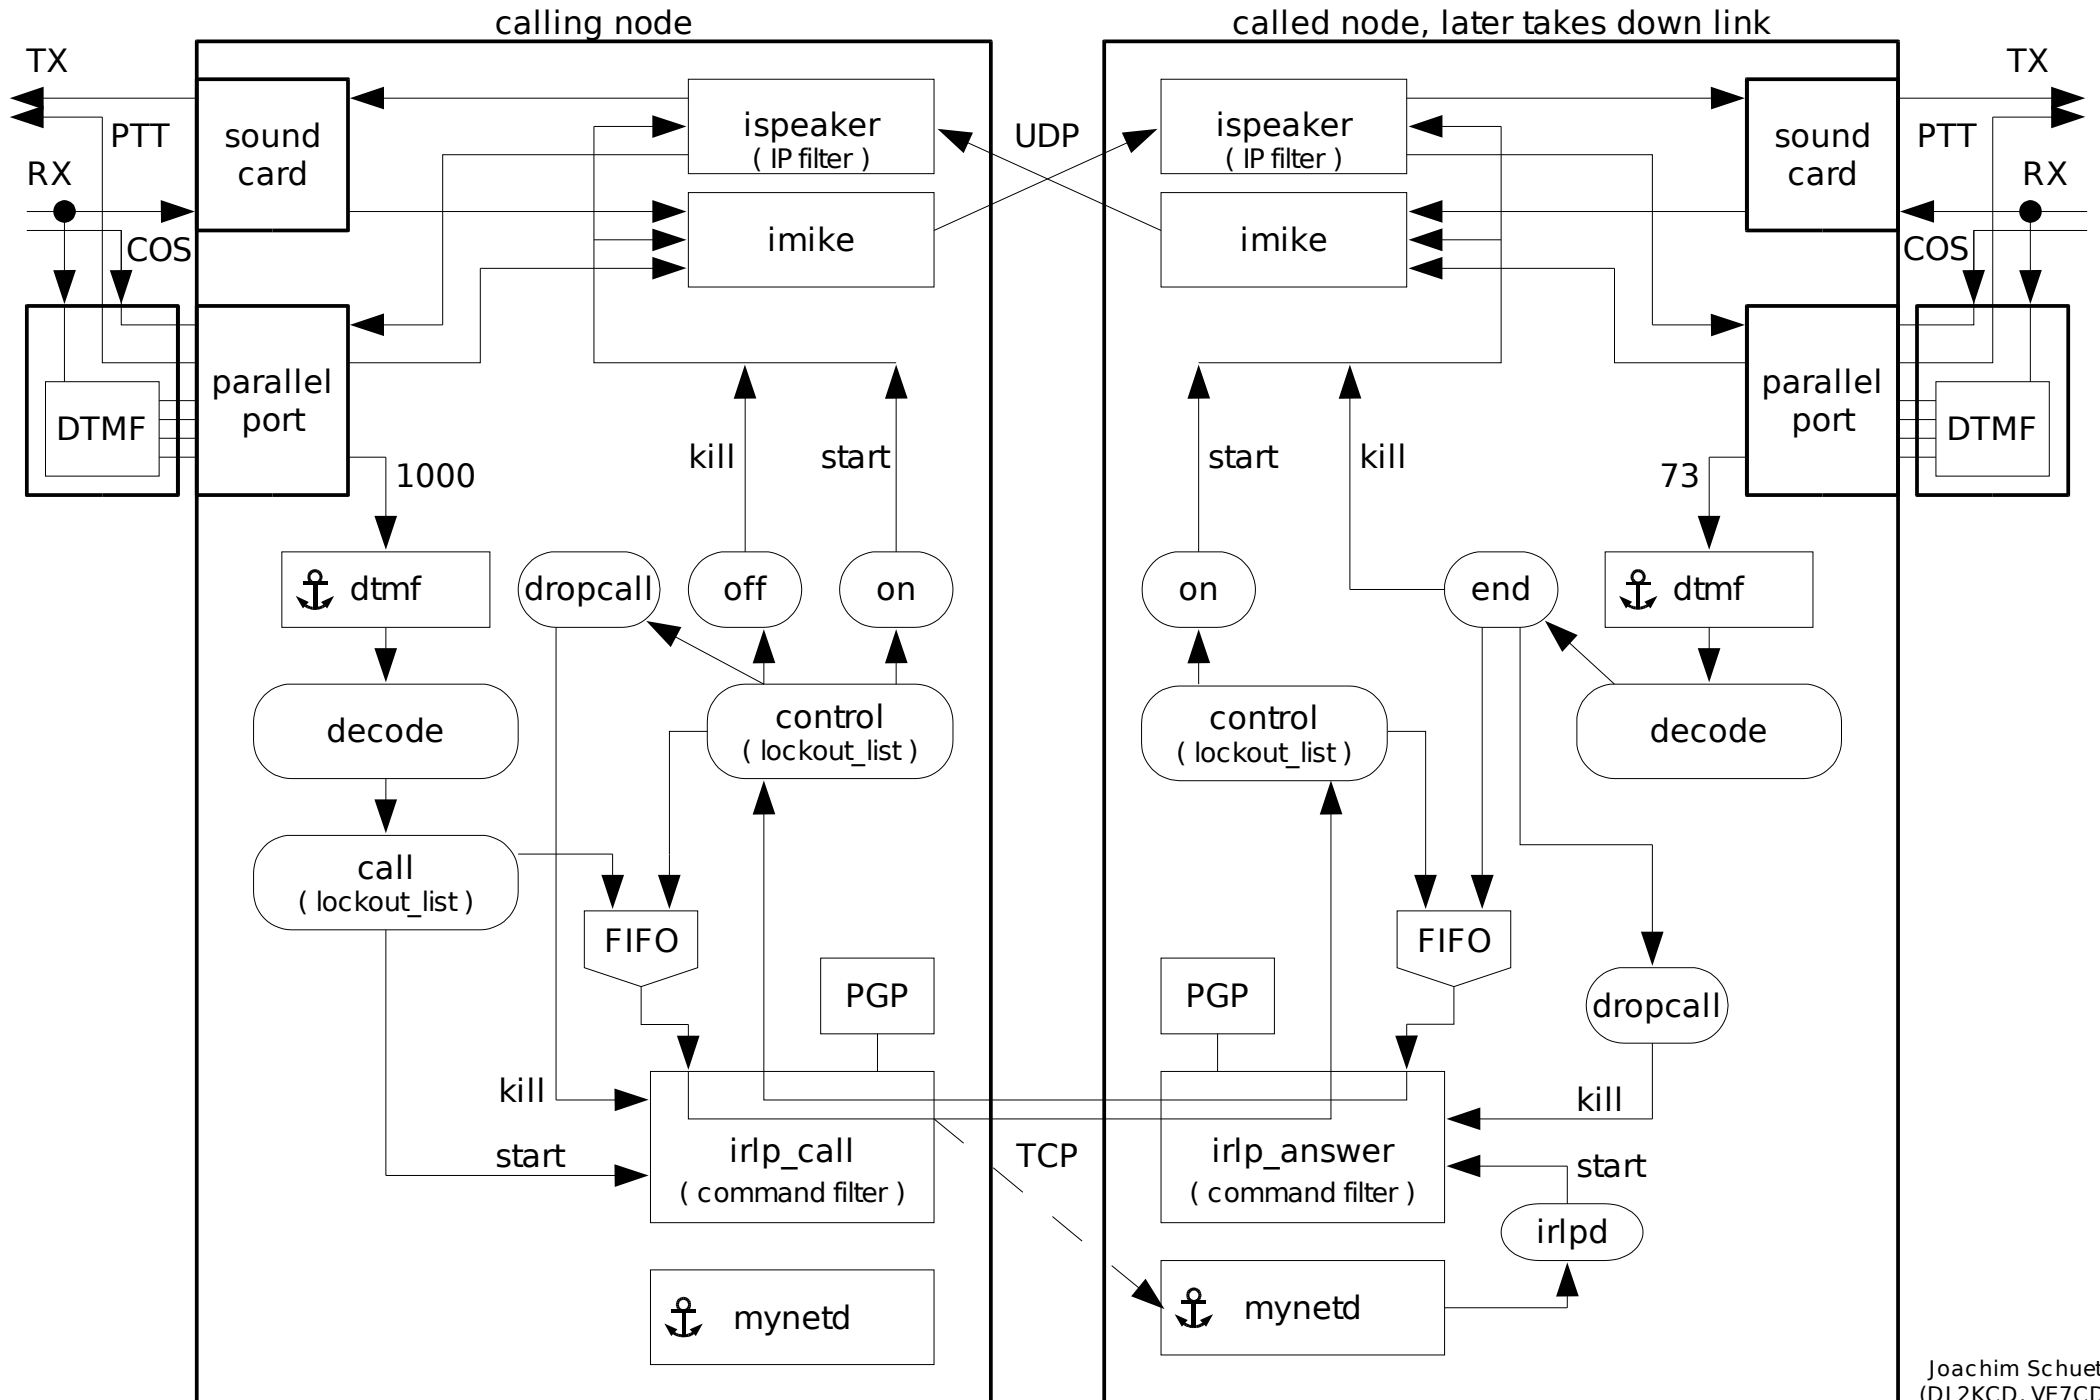 calling node
called node, later takes down link
TX
PTT
RX
COS
sound
card
ispeaker
( IP filter )
imike
UDP
ispeaker
( IP filter )
imike
sound
card
TX
PTT
RX
COS
parallel
port
DTMF
1000
kill
start
start
kill
73
parallel
port
DTMF
dtmf
dropcall
off
on
on
end
dtmf
decode
control
( lockout_list )
control
( lockout_list )
decode
call
( lockout_list )
FIFO
PGP
PGP
FIFO
dropcall
kill
start
irlp_call
( command filter )
TCP
irlp_answer
( command filter )
kill
start
irlpd
mynetd
mynetd
Joachim